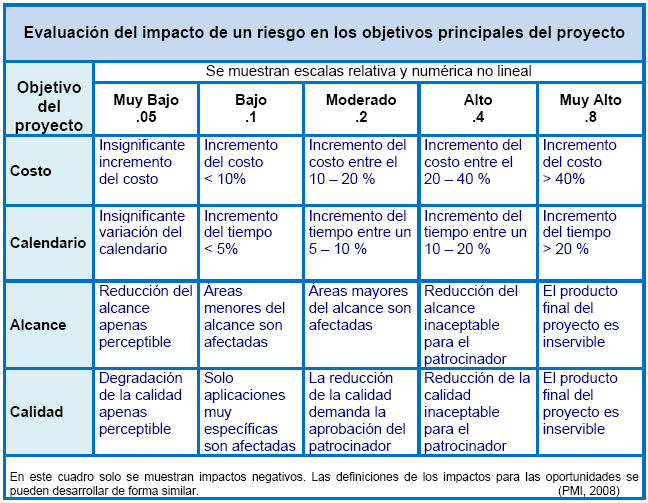 Evaluación del impacto de un riesgo en los objetivos principales del proyecto
Objetivo
del
proyecto
Se muestran escalas relativa y numérica no lineal
Muy Bajo
.05
Bajo
.1
Moderado
.2
Alto
.4
Muy Alto
.8
Costo
Insignificante
incremento
del costo
Incremento
del costo
< 10%
Incremento del
costo entre el
10 – 20 %
Incremento del
costo entre el
20 – 40 %
Incremento
del costo
> 40%
Calendario
Insignificante
variación del
calendario
Incremento
del tiempo
< 5%
Incremento del
tiempo entre un
5 – 10 %
Incremento del
tiempo entre un
10 – 20 %
Incremento
del tiempo
> 20 %
Alcance
Reducción del
alcance
apenas
perceptible
Áreas
menores del
alcance son
afectadas
Áreas mayores
del alcance son
afectadas
Reducción del
alcance
inaceptable
para el
patrocinador
El producto
final del
proyecto es
inservible
Calidad
Degradación
de la calidad
apenas
perceptible
Solo
aplicaciones
muy
específicas
son afectadas
La reducción
de la calidad
demanda la
aprobación del
patrocinador
Reducción de la
calidad
inaceptable
para el
patrocinador
El producto
final del
proyecto es
inservible
En este cuadro solo se muestran impactos negativos. Las definiciones de los impactos para las oportunidades se
pueden desarrollar de forma similar. (PMI, 2008)